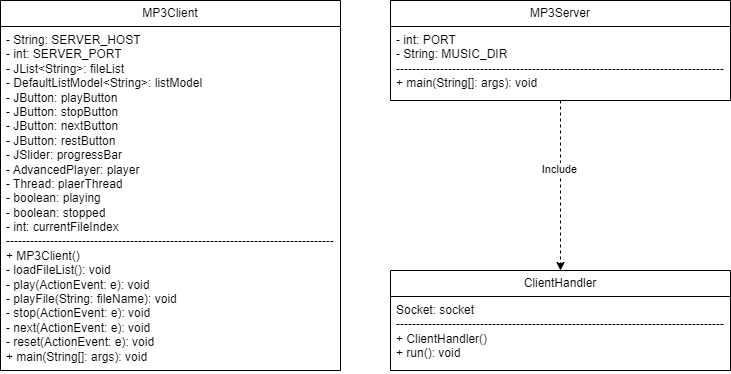 MP3Client
- String: SERVER_HOST
- int: SERVER_PORT
- JList<String>: fileList
- DefaultListModel<String>: listModel
- JButton: playButton
- JButton: stopButton
- JButton: nextButton
- JButton: restButton
- JSlider: progressBar
- AdvancedPlayer: player
- Thread: plaerThread
- boolean: playing
- boolean: stopped
- int: currentFileIndex
+ MP3Client()
- loadFileList(): void
- play(ActionEvent: e): void
- playFile(String: fileName): void
- stop(ActionEvent: e): void
- next(ActionEvent: e): void
- reset(ActionEvent: e): void
+ main(String[]: args): void
MP3Server
- int: PORT
- String: MUSIC_DIR
+ main(String[]: args): void
Include
ClientHandler
Socket: socket
+ ClientHandler()
+ run(): void